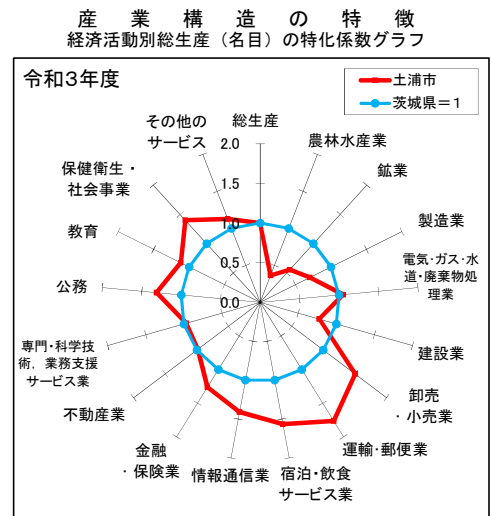 産業構造の特徴
経済活動別総生産（名目）の特化係数グラフ
令和3年度
土浦市
茨城県＝1
総生産
農林水産業
鉱業
製造業
電気・ガス・水
道・廃棄物処
理業
建設業
卸売
・小売業
運輸・郵便業
宿泊・飲食
サービス業
情報通信業
金融
・保険業
不動産業
専門・科学技
術，業務支援
サービス業
公務
教育
保健衛生・
社会事業
その他の
サービス
2.0
1.5
1.0
0.5
0.0